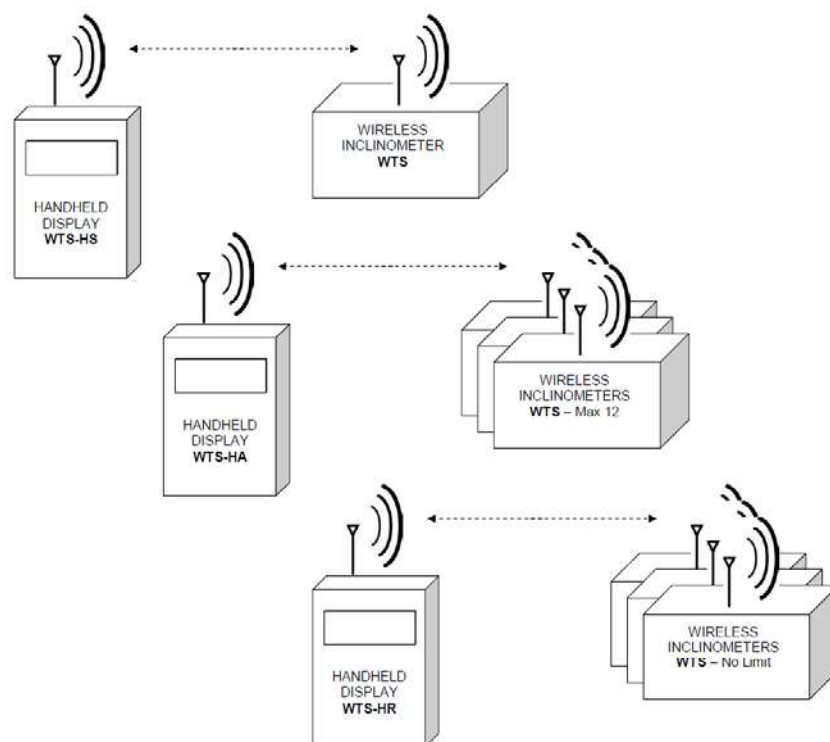 WIRELESS
INCLINOMETER
WTS
HANDHELD
DISPLAY
WTS-HS
WIRELESS
INCLINOMETERS
WTS – Max 12
HANDHELD
DISPLAY
WTS-HA
WIRELESS
INCLINOMETERS
WTS – No Limit
HANDHELD
DISPLAY
WTS-HR